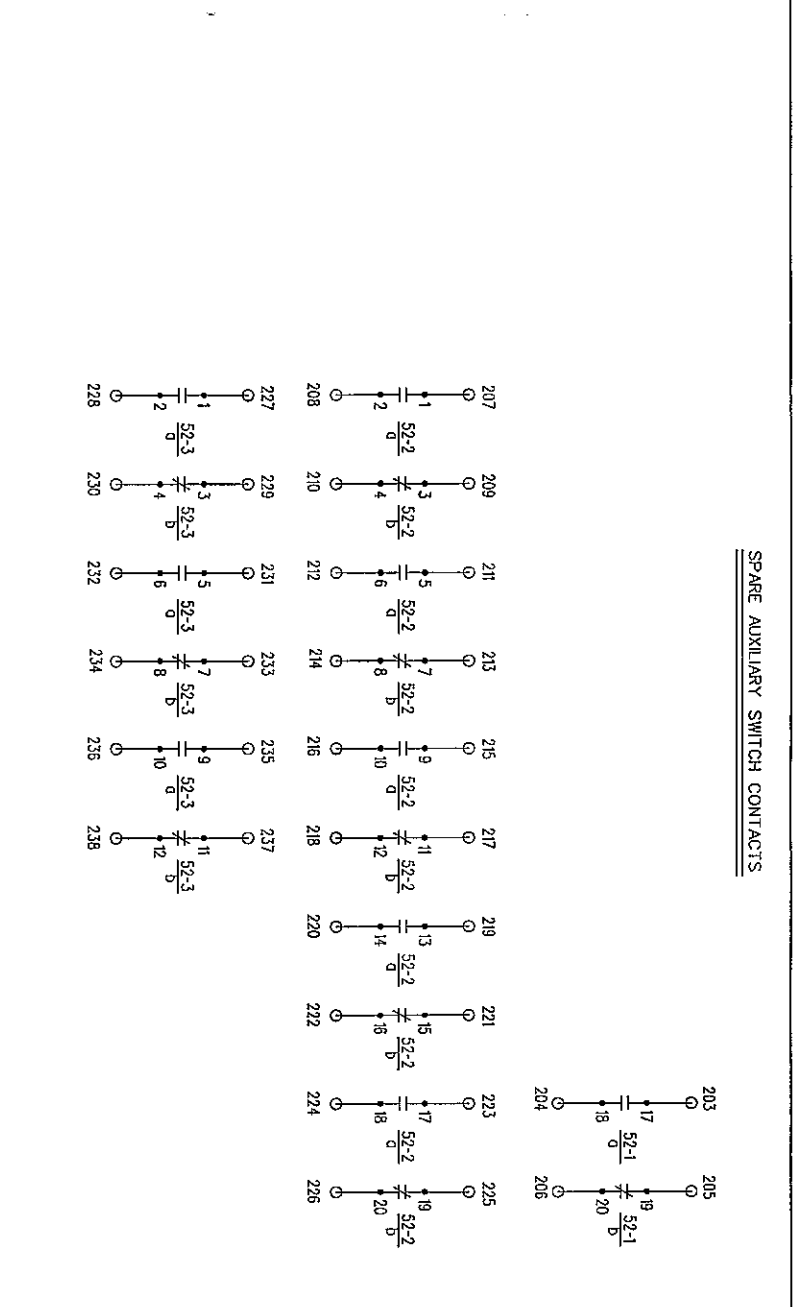 SPARE AUXILIARY SWITCH CONTACTS
203 205
17 19
52-1 52-1
a b
18 20
204 206
207 209 211 213 215 217 219 221 223 225
1 3 5 7 9 11 13 15 17 19
52-2 52-2 52-2 52-2 52-2 52-2 52-2 52-2 52-2 52-2
a b a b a b a b a b
2 4 6 8 10 12 14 16 18 20
208 210 212 214 216 218 220 222 224 226
227 229 231 233 235 237
1 3 5 7 9 11
52-3 52-3 52-3 52-3 52-3 52-3
a b a b a b
2 4 6 8 10 12
228 230 232 234 236 238